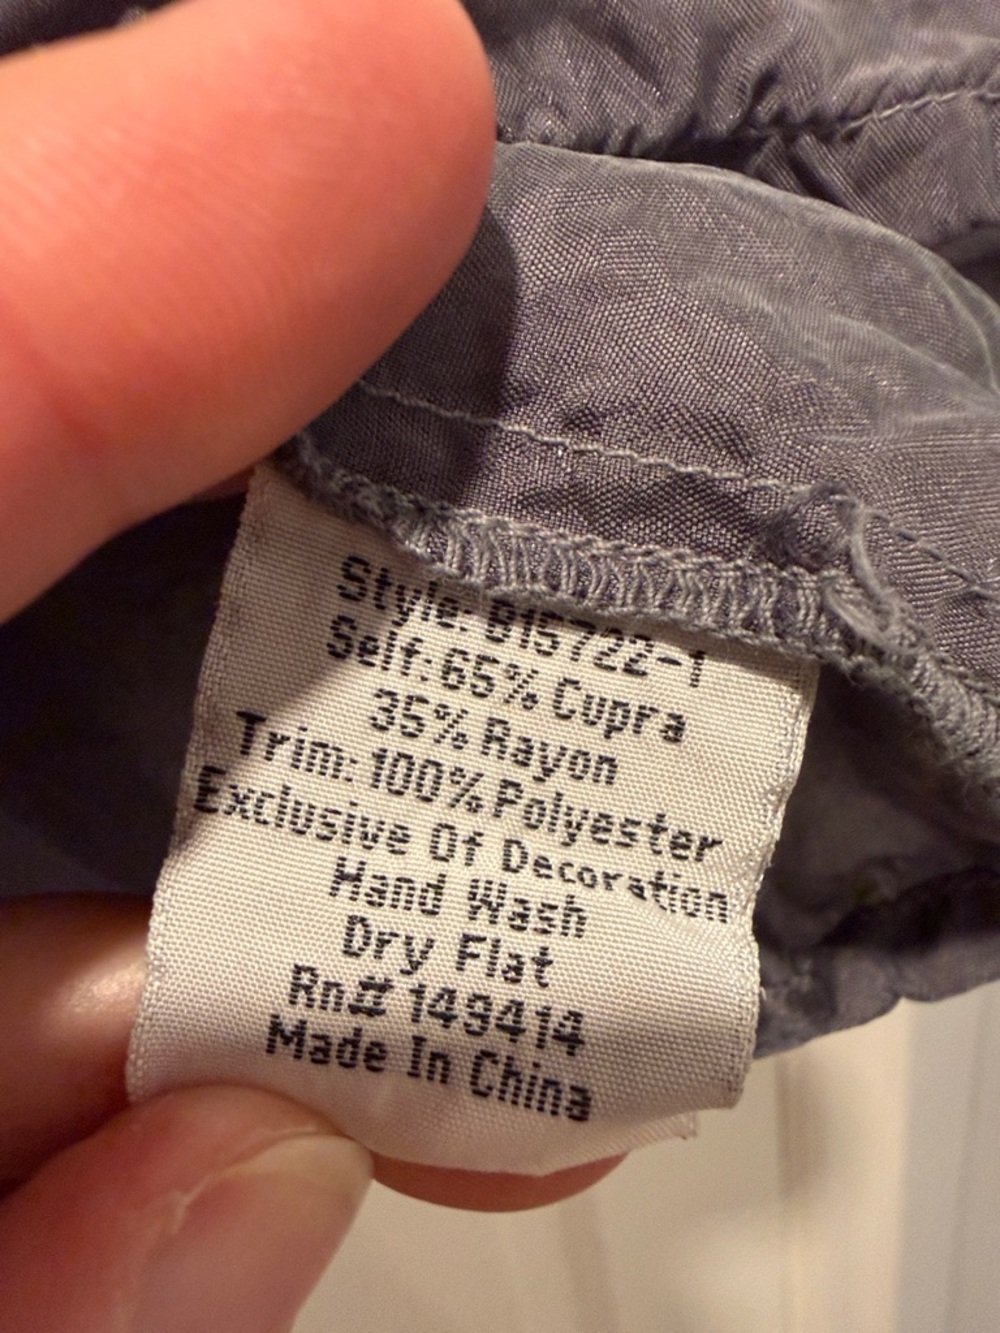 Style: B15722-1
Self: 65% Cupra
35% Rayon
Trim: 100% Polyester
Exclusive Of Decoration
Hand Wash
Dry Flat
Rn# 149414
Made In China